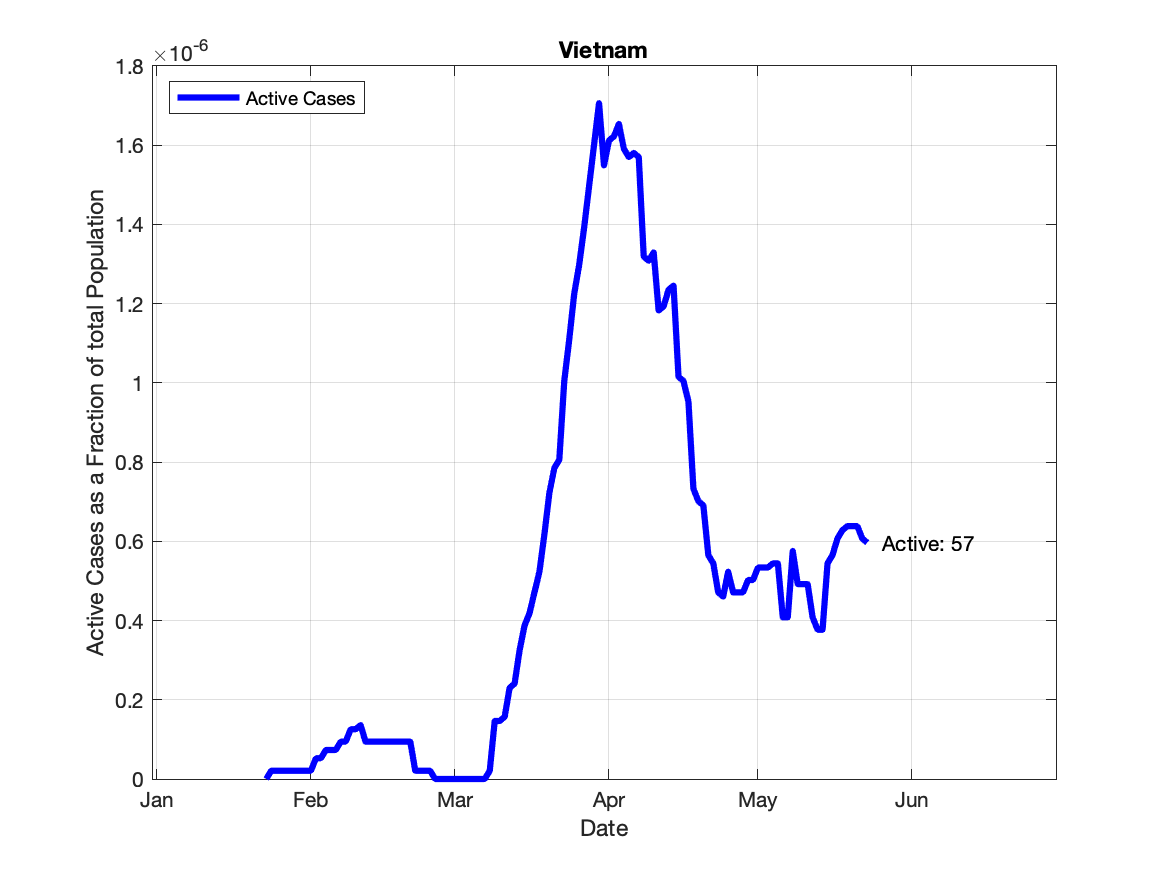 Vietnam
×10-6
1.8
1.6
1.4
1.2
1
0.8
0.6
0.4
0.2
0
Active Cases as a Fraction of total Population
Active Cases
Active: 57
Jan Feb Mar Apr May Jun
Date